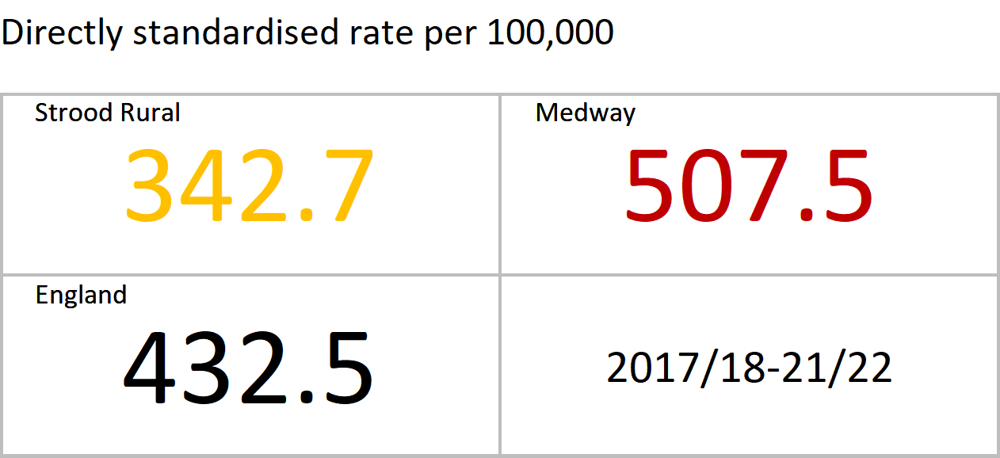 Directly standardised rate per 100,000
Strood Rural
342.7
Medway
507.5
England
432.5
2017/18-21/22